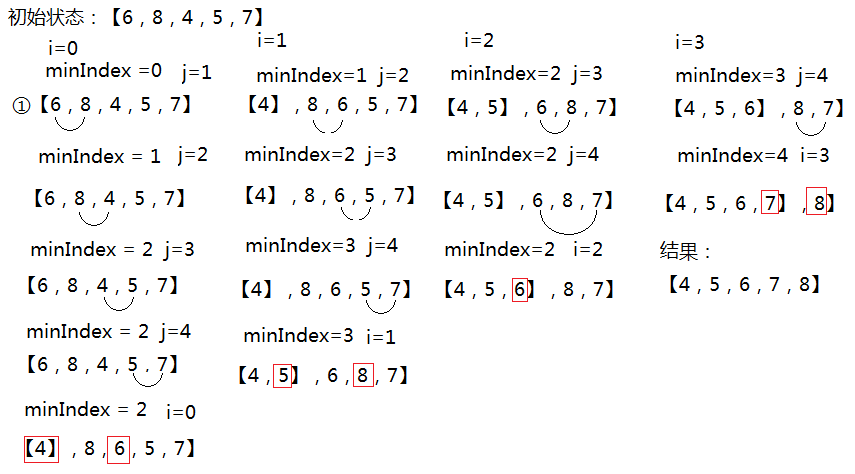 初始状态：【6，8，4，5，7】
i=0
minIndex =0 j=1
①【6，8，4，5，7】
minIndex = 1 j=2
【6，8，4，5，7】
minIndex = 2 j=3
【6，8，4，5，7】
minIndex = 2 j=4
【6，8，4，5，7】
minIndex = 2 i=0
【4】，8，6，5，7】
i=1
minIndex=1 j=2
【4】，8，6，5，7】
minIndex=2 j=3
【4】，8，6，5，7】
minIndex=3 j=4
【4】，8，6，5，7】
minIndex=3 i=1
【4，5】，6，8，7】
i=2
minIndex=2 j=3
【4，5】，6，8，7】
minIndex=2 j=4
【4，5】，6，8，7】
minIndex=2 i=2
【4，5，6】，8，7】
i=3
minIndex=3 j=4
【4，5，6】，8，7】
minIndex=4 i=3
【4，5，6，7】，8】
结果：
【4，5，6，7，8】